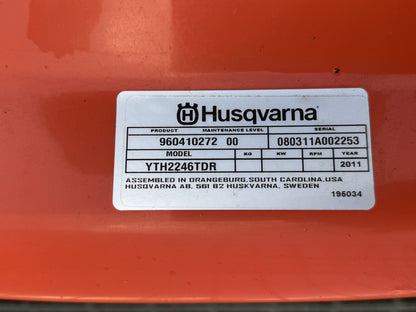 Husqvarna
PRODUCT MAINTENANCE LEVEL SERIAL
960410272 00 080311A002253
MODEL KG KW RPM YEAR
YTH2246TDR 2011
ASSEMBLED IN ORANGEBURG,SOUTH CAROLINA,USA
HUSQVARNA AB, 561 82 HUSKVARNA, SWEDEN
196034